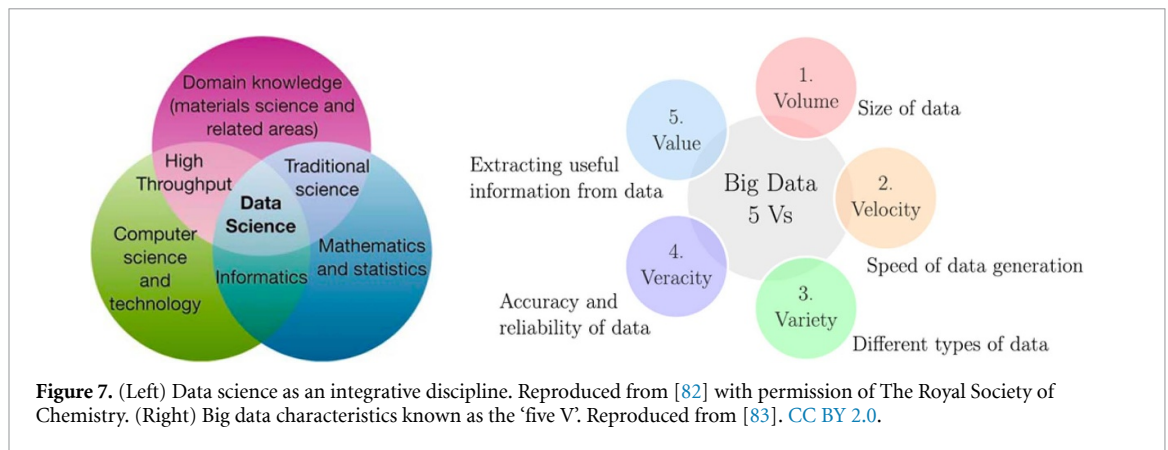 Domain knowledge
(materials science and
related areas)
High
Throughput
Traditional
science
Data
Science
Computer
science
and
technology
Mathematics
and statistics
Informatics
1.
Volume
Size of data
5.
Value
Extracting useful
information from data
Big Data
5 Vs
2.
Velocity
Speed of data generation
4.
Veracity
Accuracy and
reliability of data
3.
Variety
Different types of data
Figure 7. (Left) Data science as an integrative discipline. Reproduced from [82] with permission of The Royal Society of
Chemistry. (Right) Big data characteristics known as the ‘five V’. Reproduced from [83]. CC BY 2.0.